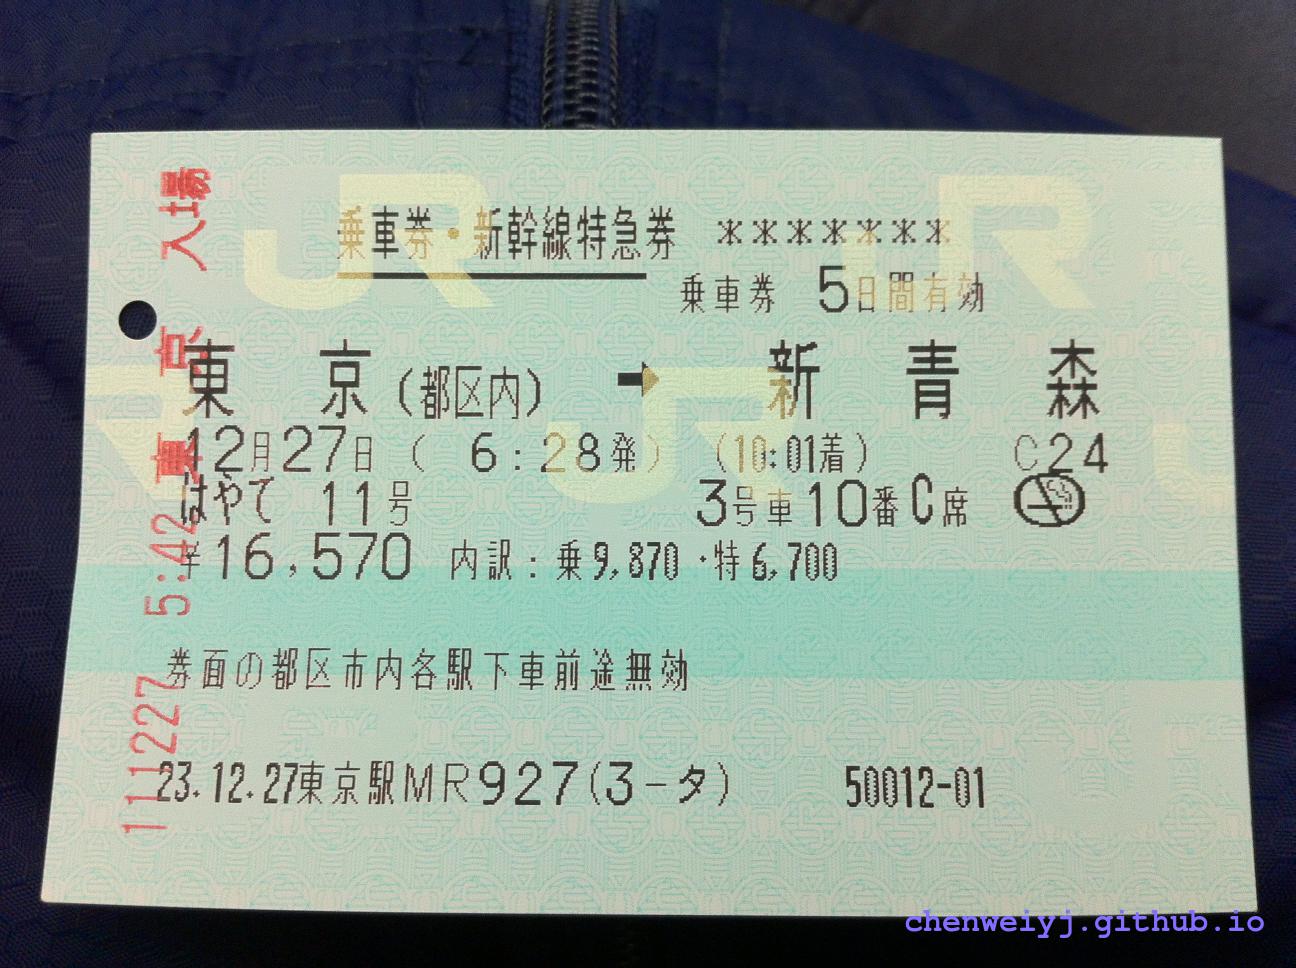 乗車券・新幹線特急券 *******
乗車券 5日間有効
東京(都区内) ➡ 新青森
12月27日( 6:28発) (10:01着) C24
はやて 11号 3号車10番C席
¥16,570 内訳:乗9,870・特6,700
券面の都区市内各駅下車前途無効
23.12.27東京駅MR927(3-タ) 50012-01
111227 5:42 東京 入場
JR
JR
JR
chenweiyj.github.io